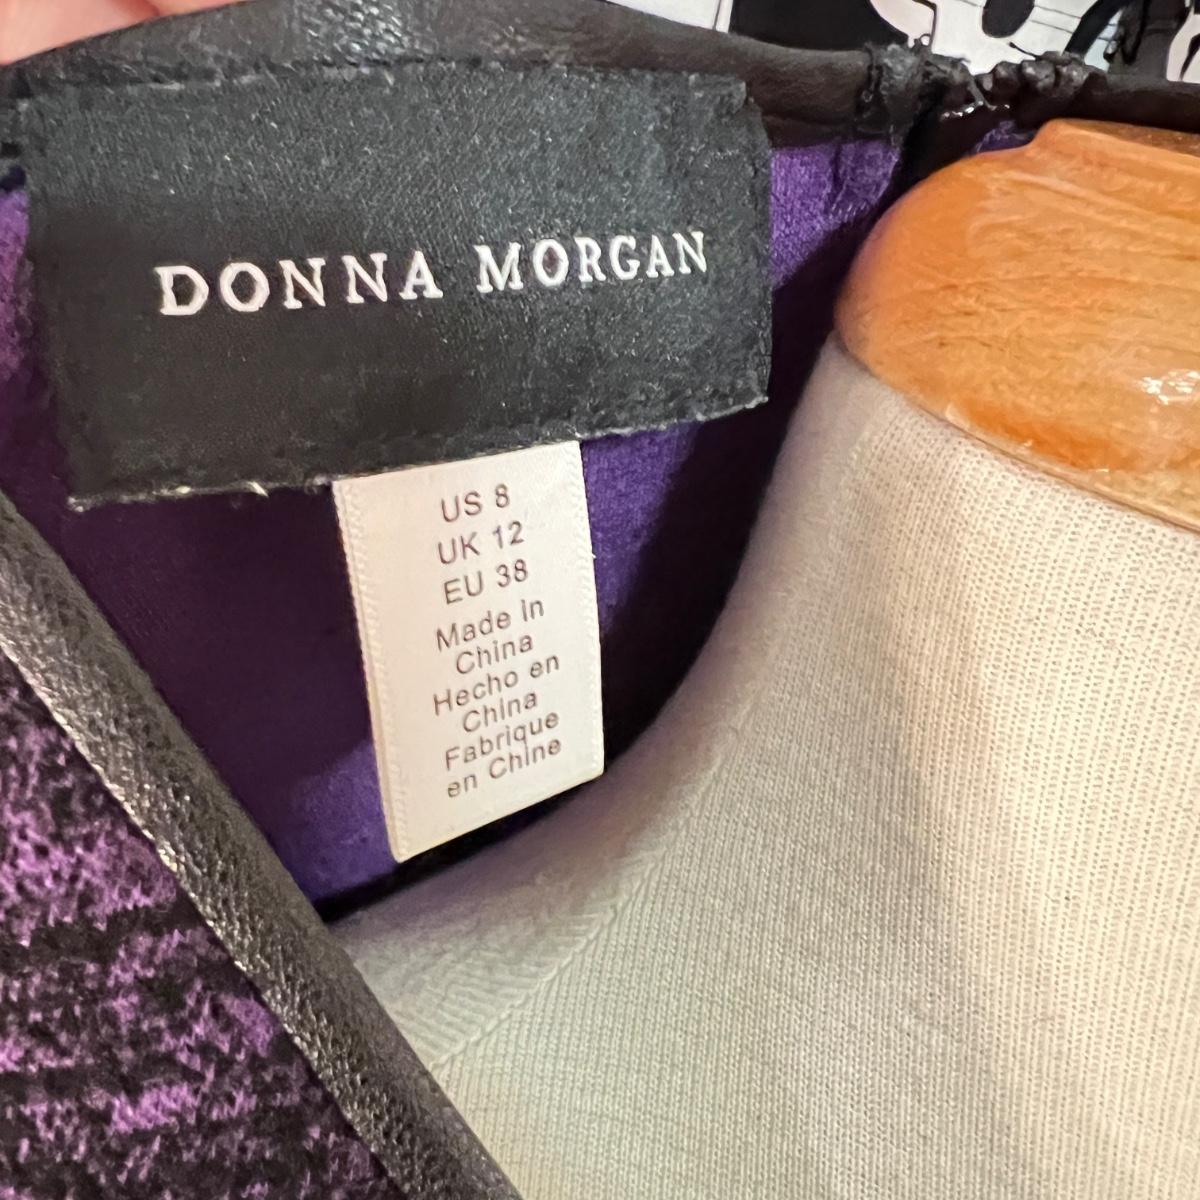 DONNA MORGAN
US 8
UK 12
EU 38
Made in
China
Hecho en
China
Fabrique
en Chine